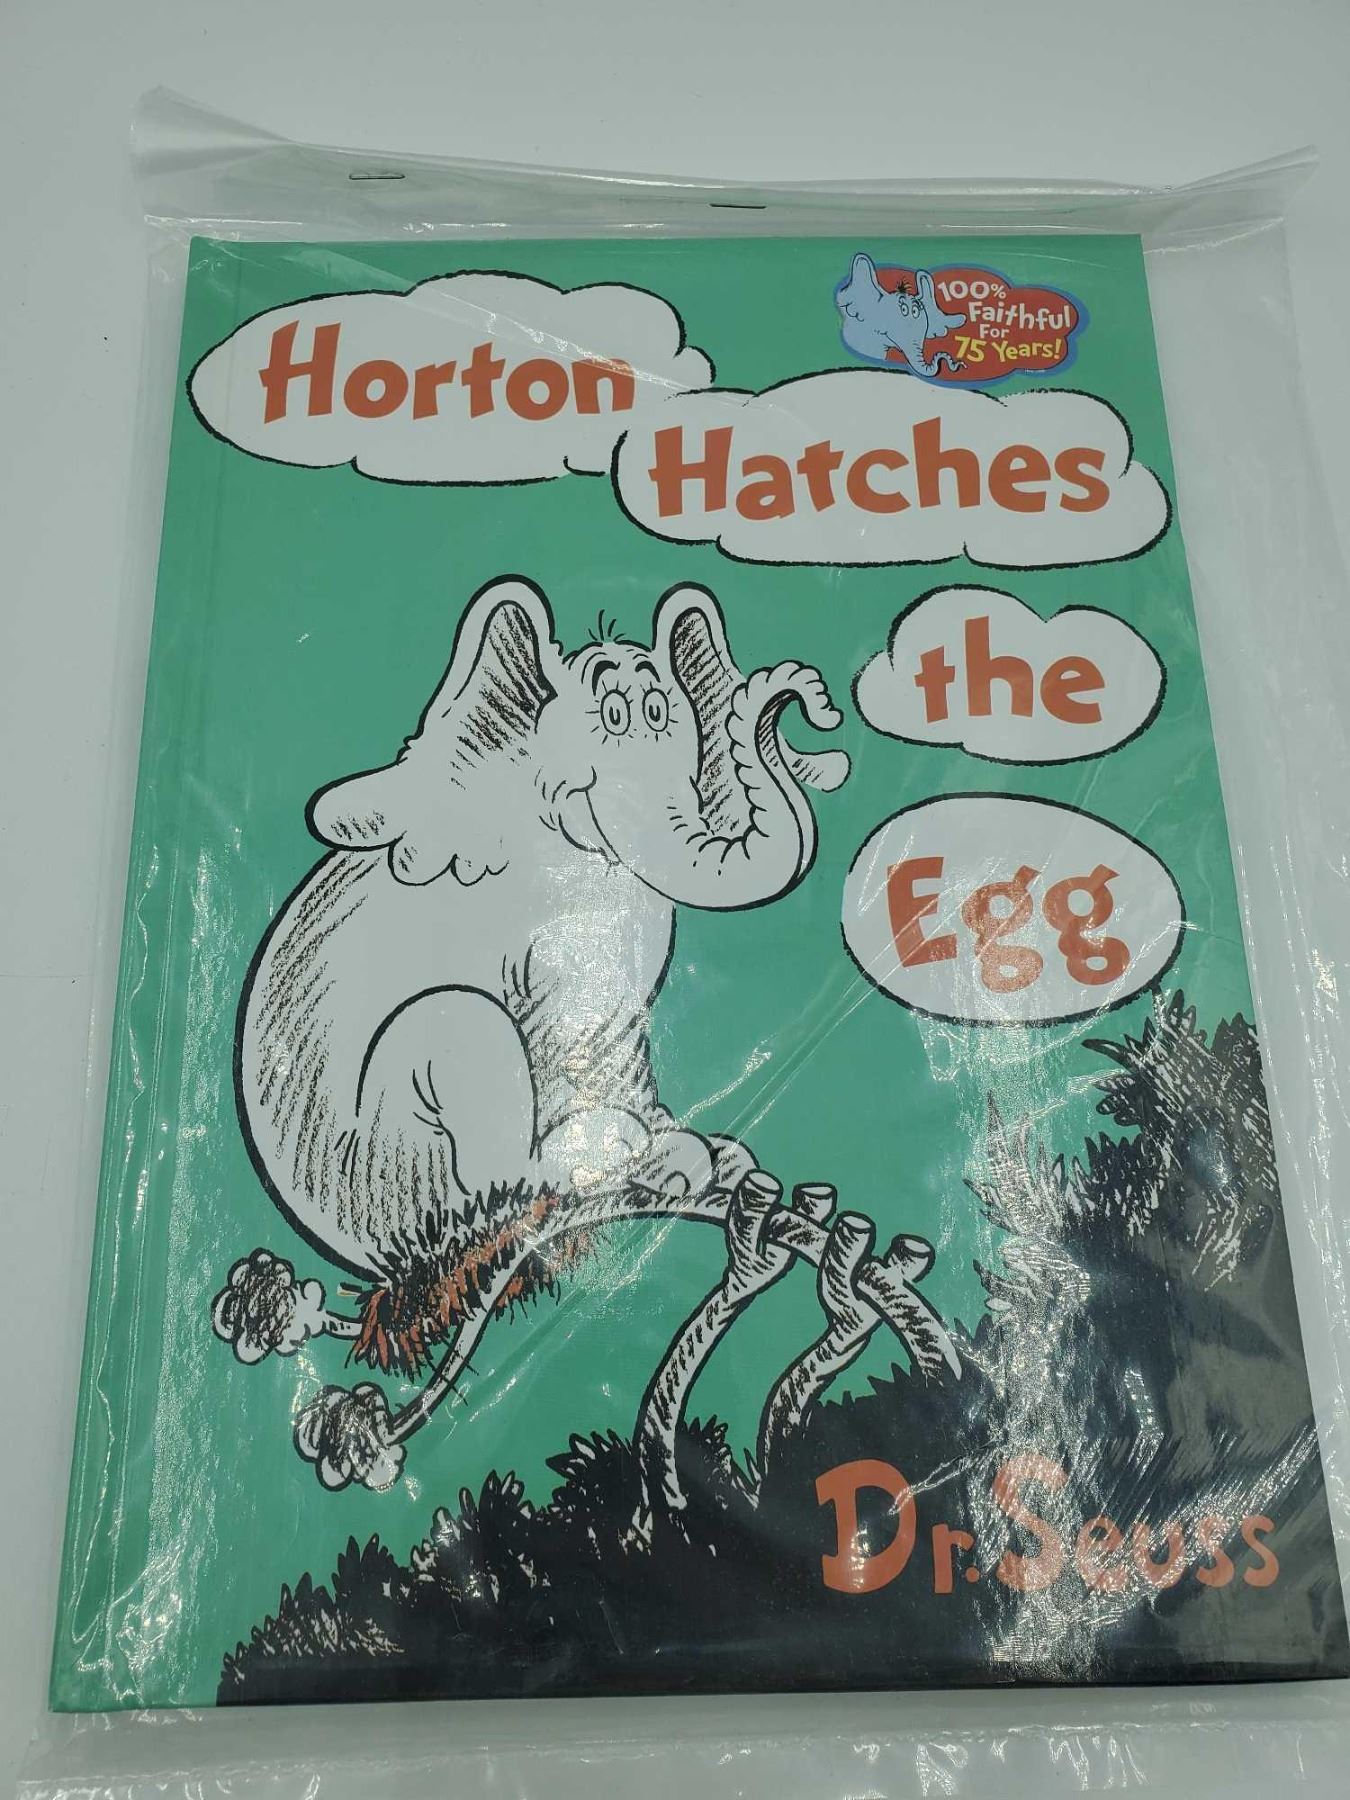 100%
Faithful
For
75 Years!
Horton
Hatches
the
Egg
Dr. Seuss